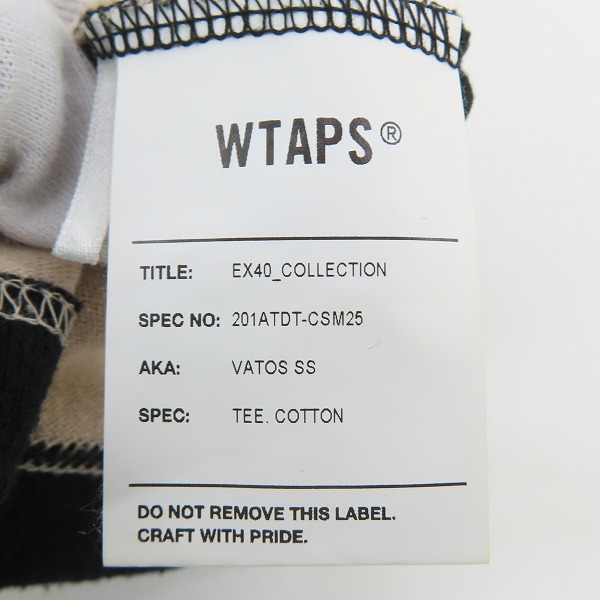 WTAPS®
TITLE: EX40_COLLECTION
SPEC NO: 201ATDT-CSM25
AKA: VATOS SS
SPEC: TEE. COTTON
DO NOT REMOVE THIS LABEL.
CRAFT WITH PRIDE.